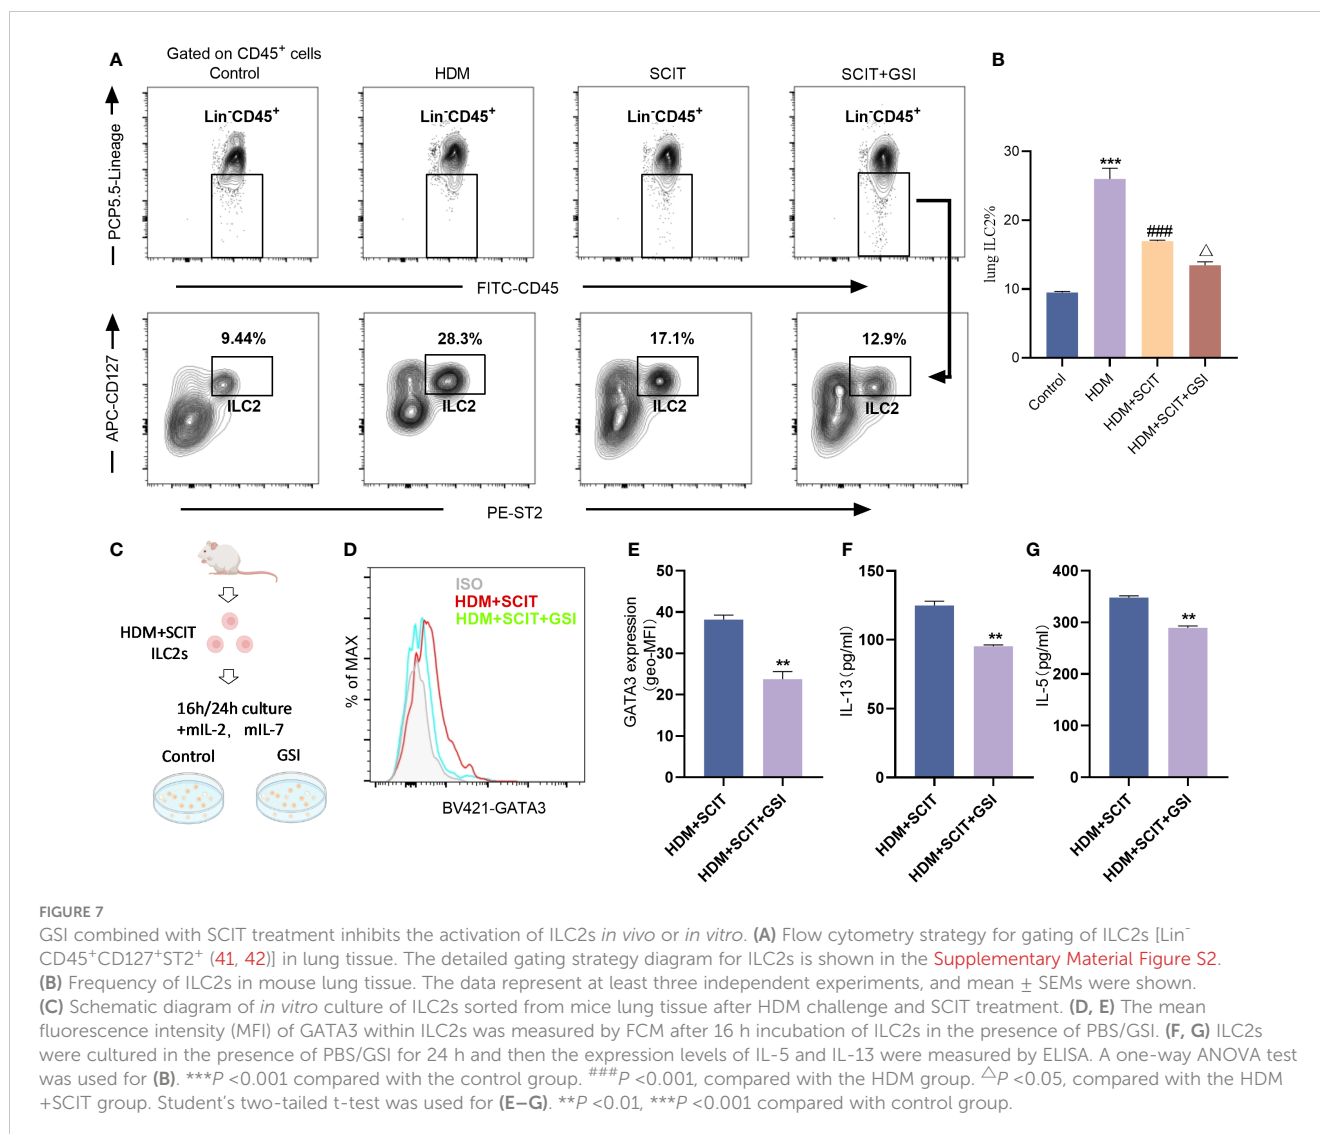 A
Gated on CD45+ cells
Control
HDM
SCIT
SCIT+GSI
PCP5.5-Lineage
Lin-CD45+
Lin-CD45+
Lin-CD45+
Lin-CD45+
FITC-CD45
APC-CD127
9.44%
28.3%
17.1%
12.9%
ILC2
ILC2
ILC2
ILC2
PE-ST2
B
lung ILC2%
30
20
10
0
***
###
△
Control
HDM
HDM+SCIT
HDM+SCIT+GSI
C
HDM+SCIT
ILC2s
16h/24h culture
+mIL-2, mIL-7
Control
GSI
D
% of MAX
ISO
HDM+SCIT
HDM+SCIT+GSI
BV421-GATA3
E
GATA3 expression
(geo-MFI)
50
40
30
20
10
0
**
HDM+SCIT
HDM+SCIT+GSI
F
IL-13(pg/ml)
150
100
50
0
**
HDM+SCIT
HDM+SCIT+GSI
G
IL-5(pg/ml)
400
300
200
100
0
**
HDM+SCIT
HDM+SCIT+GSI
FIGURE 7
GSI combined with SCIT treatment inhibits the activation of ILC2s in vivo or in vitro. (A) Flow cytometry strategy for gating of ILC2s [Lin-
CD45+CD127+ST2+ (41, 42)] in lung tissue. The detailed gating strategy diagram for ILC2s is shown in the Supplementary Material Figure S2.
(B) Frequency of ILC2s in mouse lung tissue. The data represent at least three independent experiments, and mean ± SEMs were shown.
(C) Schematic diagram of in vitro culture of ILC2s sorted from mice lung tissue after HDM challenge and SCIT treatment. (D, E) The mean
fluorescence intensity (MFI) of GATA3 within ILC2s was measured by FCM after 16 h incubation of ILC2s in the presence of PBS/GSI. (F, G) ILC2s
were cultured in the presence of PBS/GSI for 24 h and then the expression levels of IL-5 and IL-13 were measured by ELISA. A one-way ANOVA test
was used for (B). ***P <0.001 compared with the control group. ###P <0.001, compared with the HDM group. △P <0.05, compared with the HDM
+SCIT group. Student's two-tailed t-test was used for (E–G). **P <0.01, ***P <0.001 compared with control group.